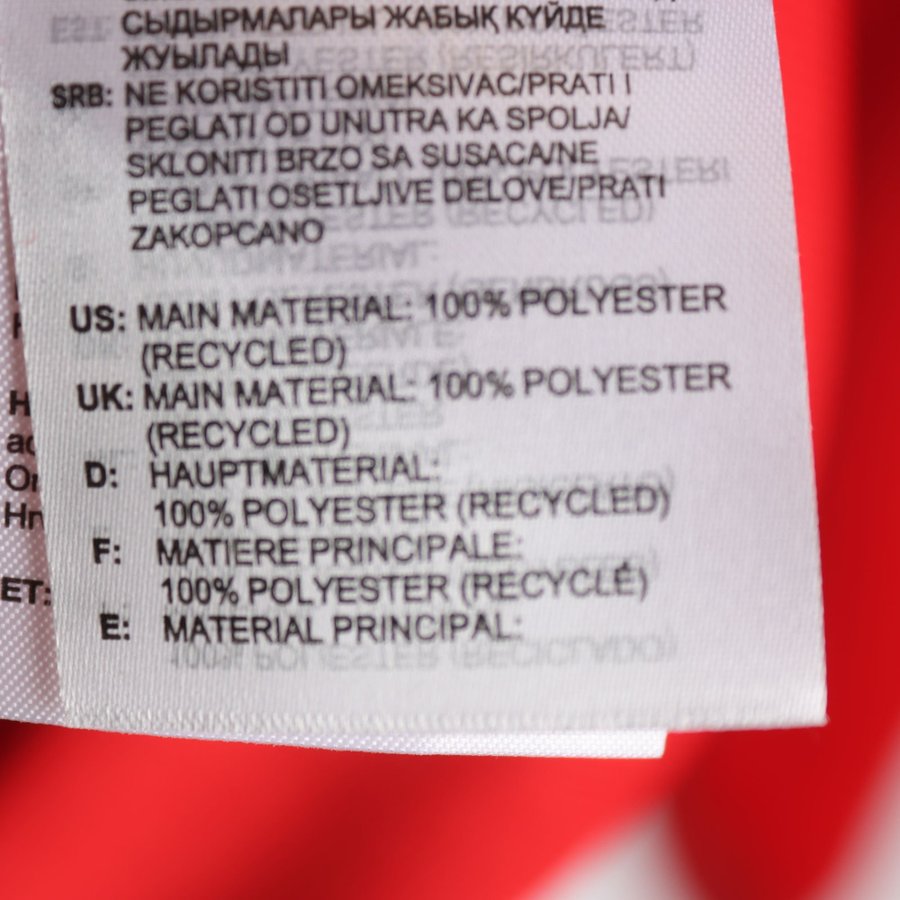 СЫДЫРМАЛАРЫ ЖАБЫҚ КҮЙДЕ
ЖУЫЛАДЫ
SRB: NE KORISTITI OMEKSIVAC/PRATI I
PEGLATI OD UNUTRA KA SPOLJA/
SKLONITI BRZO SA SUSACA/NE
PEGLATI OSETLJIVE DELOVE/PRATI
ZAKOPCANO
US: MAIN MATERIAL: 100% POLYESTER
(RECYCLED)
UK: MAIN MATERIAL: 100% POLYESTER
(RECYCLED)
D: HAUPTMATERIAL:
100% POLYESTER (RECYCLED)
F: MATIERE PRINCIPALE:
100% POLYESTER (RECYCLÉ)
E: MATERIAL PRINCIPAL:
ET: